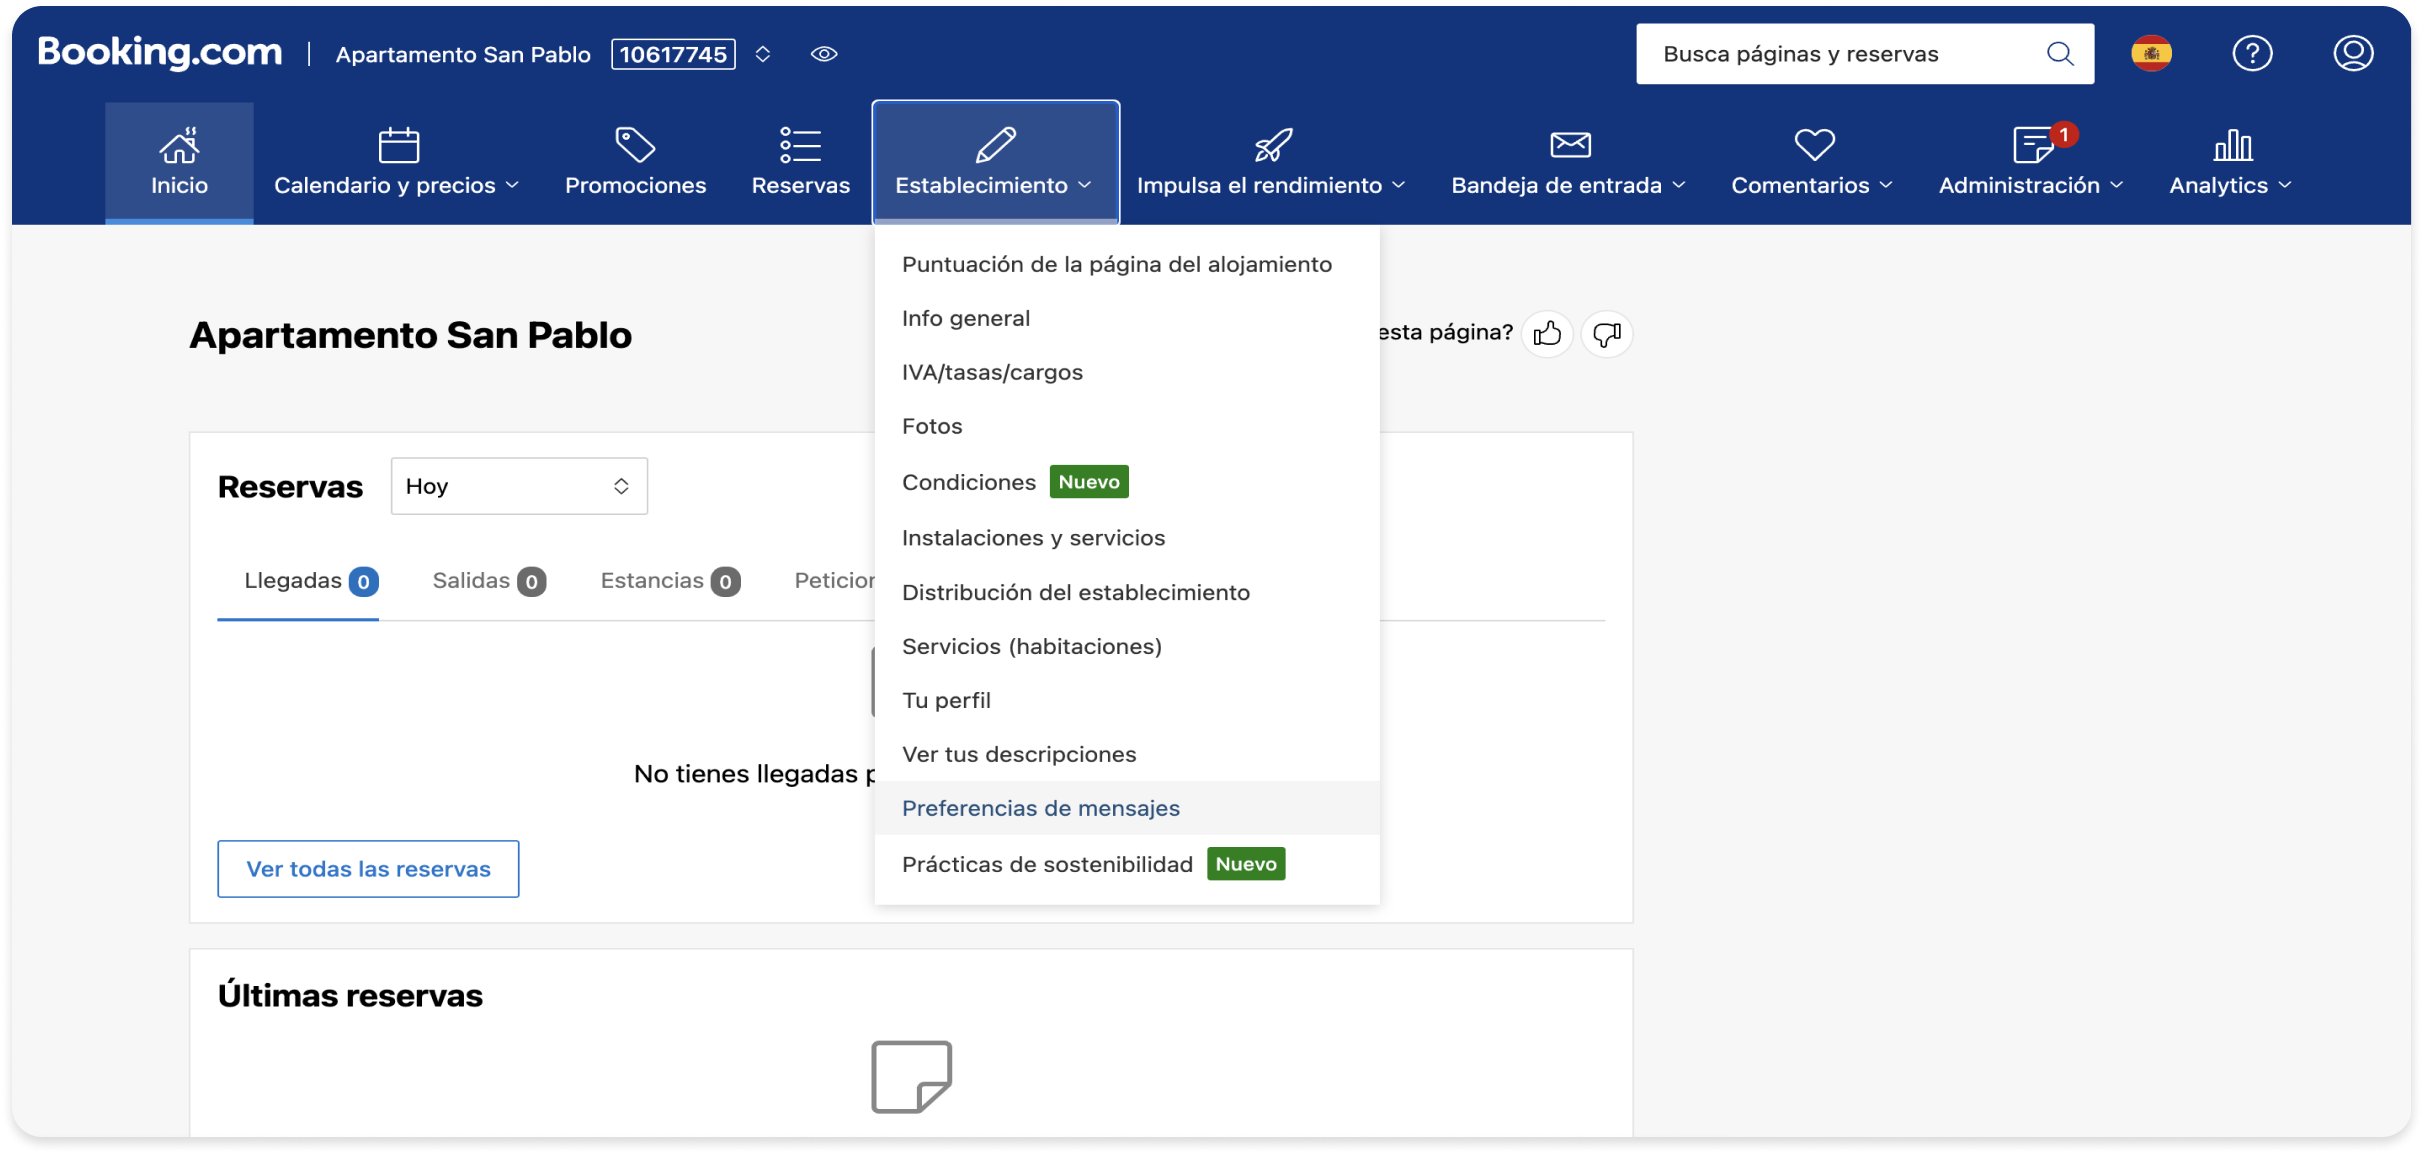 Booking.com
Apartamento San Pablo 10617745
Busca páginas y reservas
Inicio
Calendario y precios
Promociones
Reservas
Establecimiento
Impulsa el rendimiento
Bandeja de entrada
Comentarios
1
Administración
Analytics
Puntuación de la página del alojamiento
Info general
IVA/tasas/cargos
Fotos
Condiciones Nuevo
Instalaciones y servicios
Distribución del establecimiento
Servicios (habitaciones)
Tu perfil
Ver tus descripciones
Preferencias de mensajes
Prácticas de sostenibilidad Nuevo
Apartamento San Pablo
esta página?
Reservas Hoy
Llegadas 0 Salidas 0 Estancias 0
No tienes llegadas
Ver todas las reservas
Últimas reservas